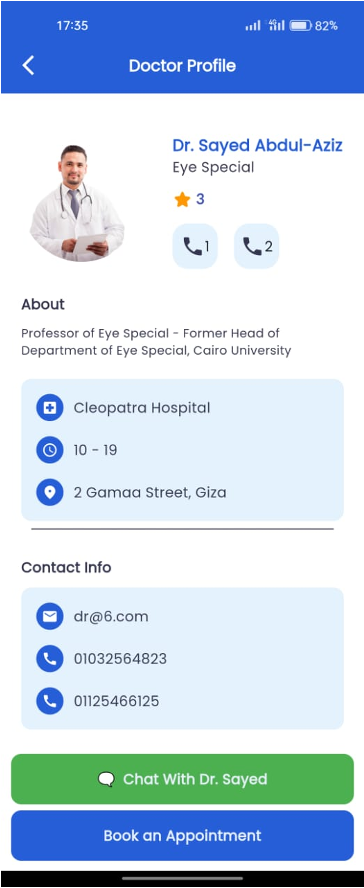 17:35
4G
82%
Doctor Profile
Dr. Sayed Abdul-Aziz
Eye Special
3
1
2
About
Professor of Eye Special - Former Head of
Department of Eye Special, Cairo University
Cleopatra Hospital
10 - 19
2 Gamaa Street, Giza
Contact Info
dr@6.com
01032564823
01125466125
Chat With Dr. Sayed
Book an Appointment